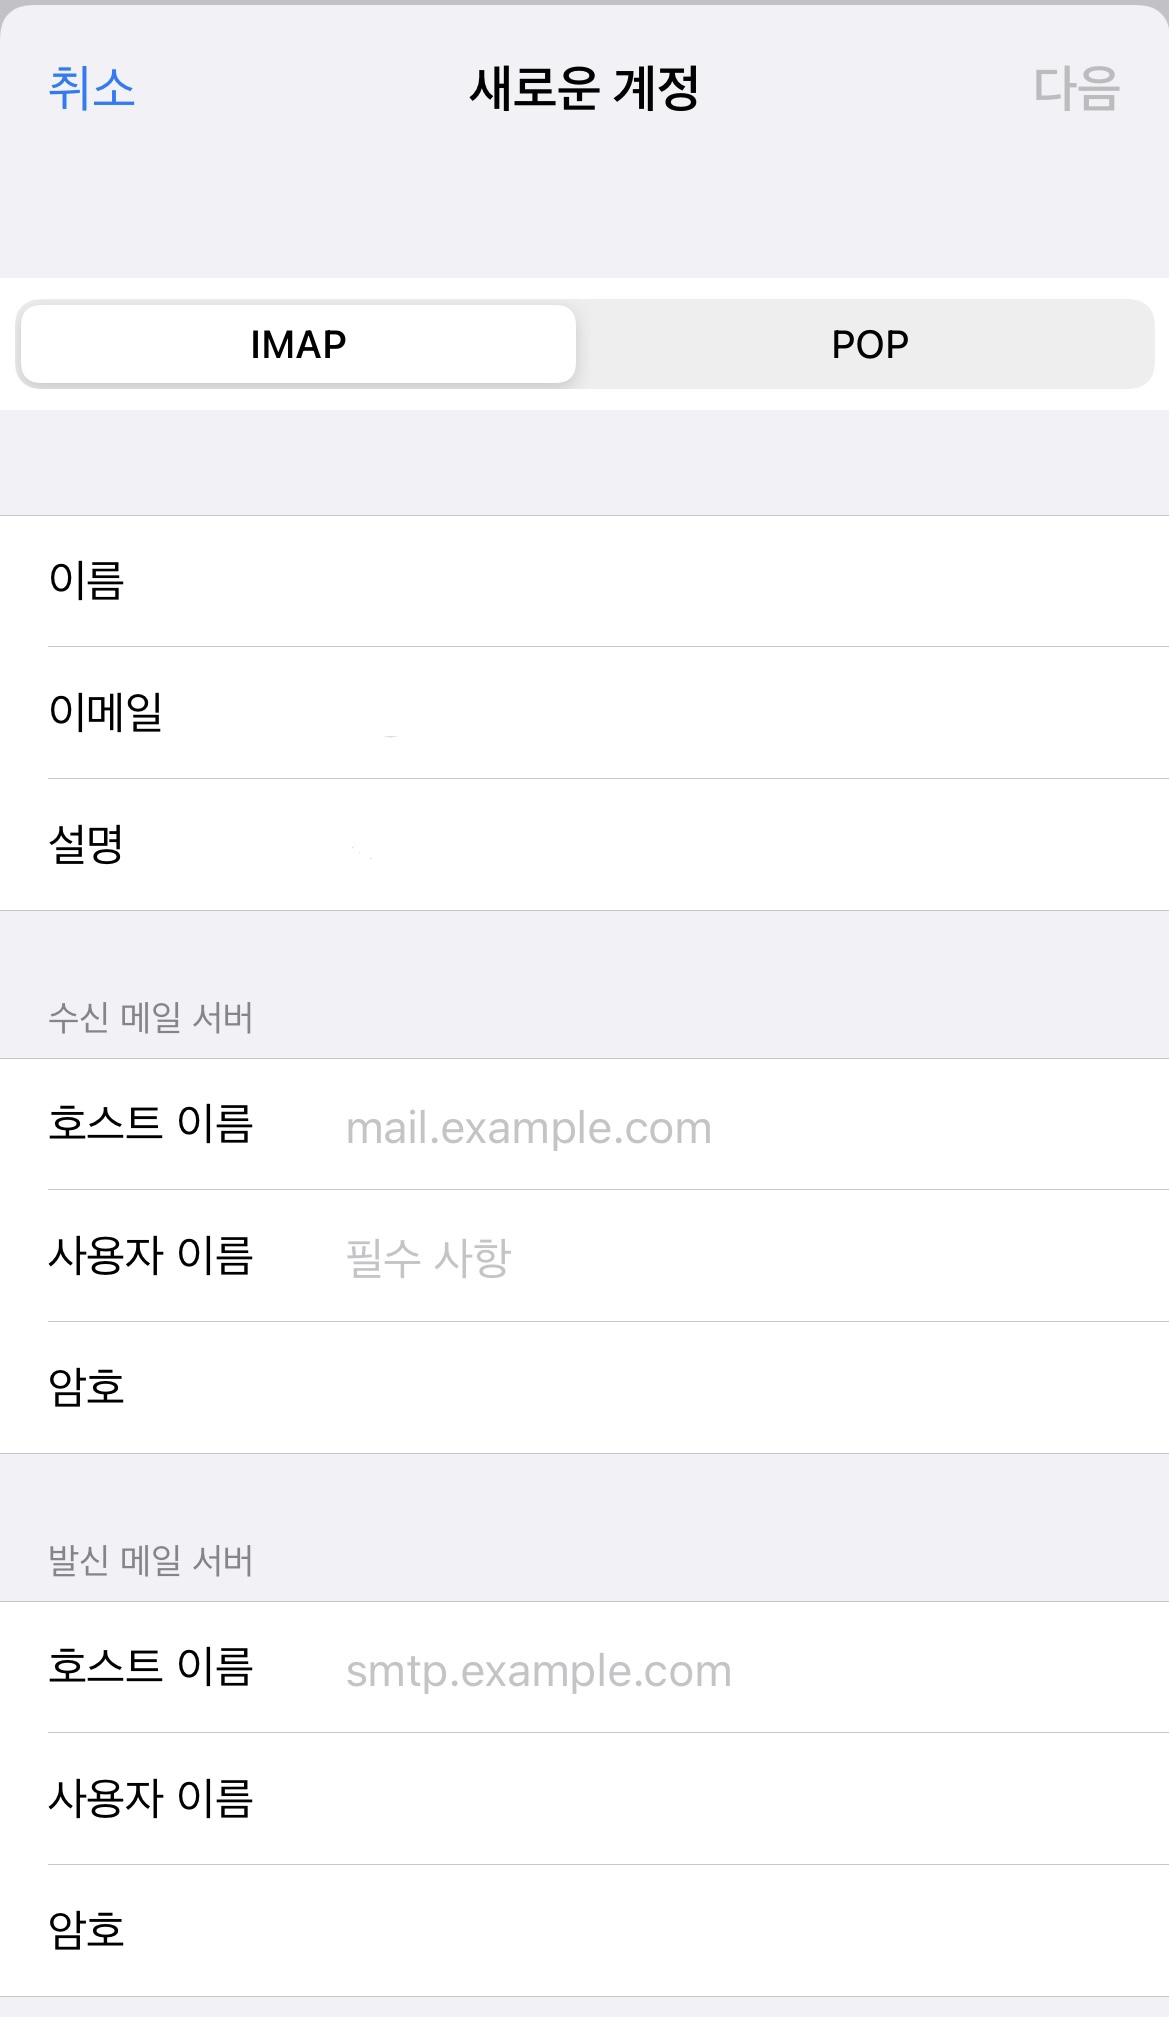 취소 새로운 계정 다음
IMAP POP
이름
이메일
설명
수신 메일 서버
호스트 이름 mail.example.com
사용자 이름 필수 사항
암호
발신 메일 서버
호스트 이름 smtp.example.com
사용자 이름
암호